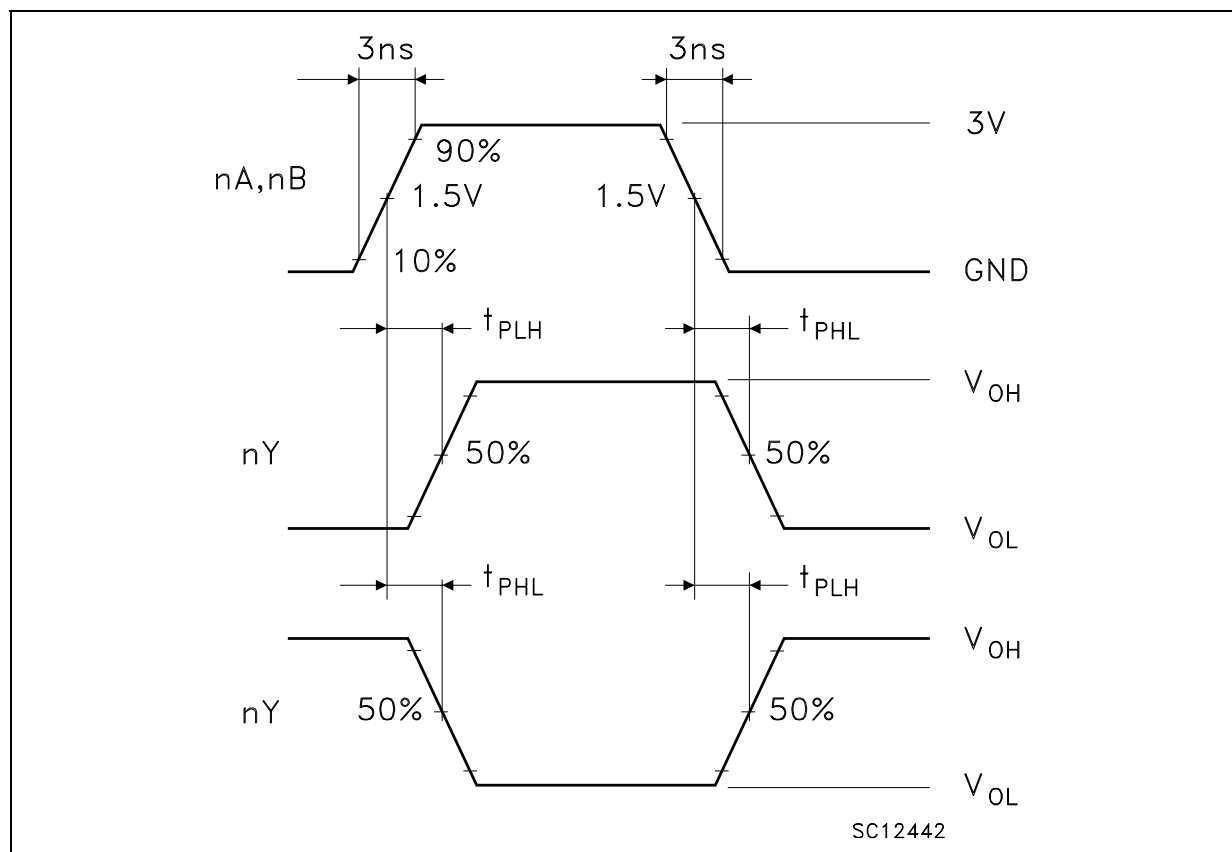 3ns 3ns
3V
90%
nA,nB
1.5V 1.5V
10%
GND
tPLH tPHL
VOH
nY 50% 50%
VOL
tPHL tPLH
VOH
nY 50% 50%
VOL
SC12442